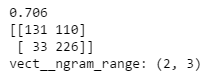 0.706
[[131 110]
 [ 33 226]]
vect__ngram_range: (2, 3)